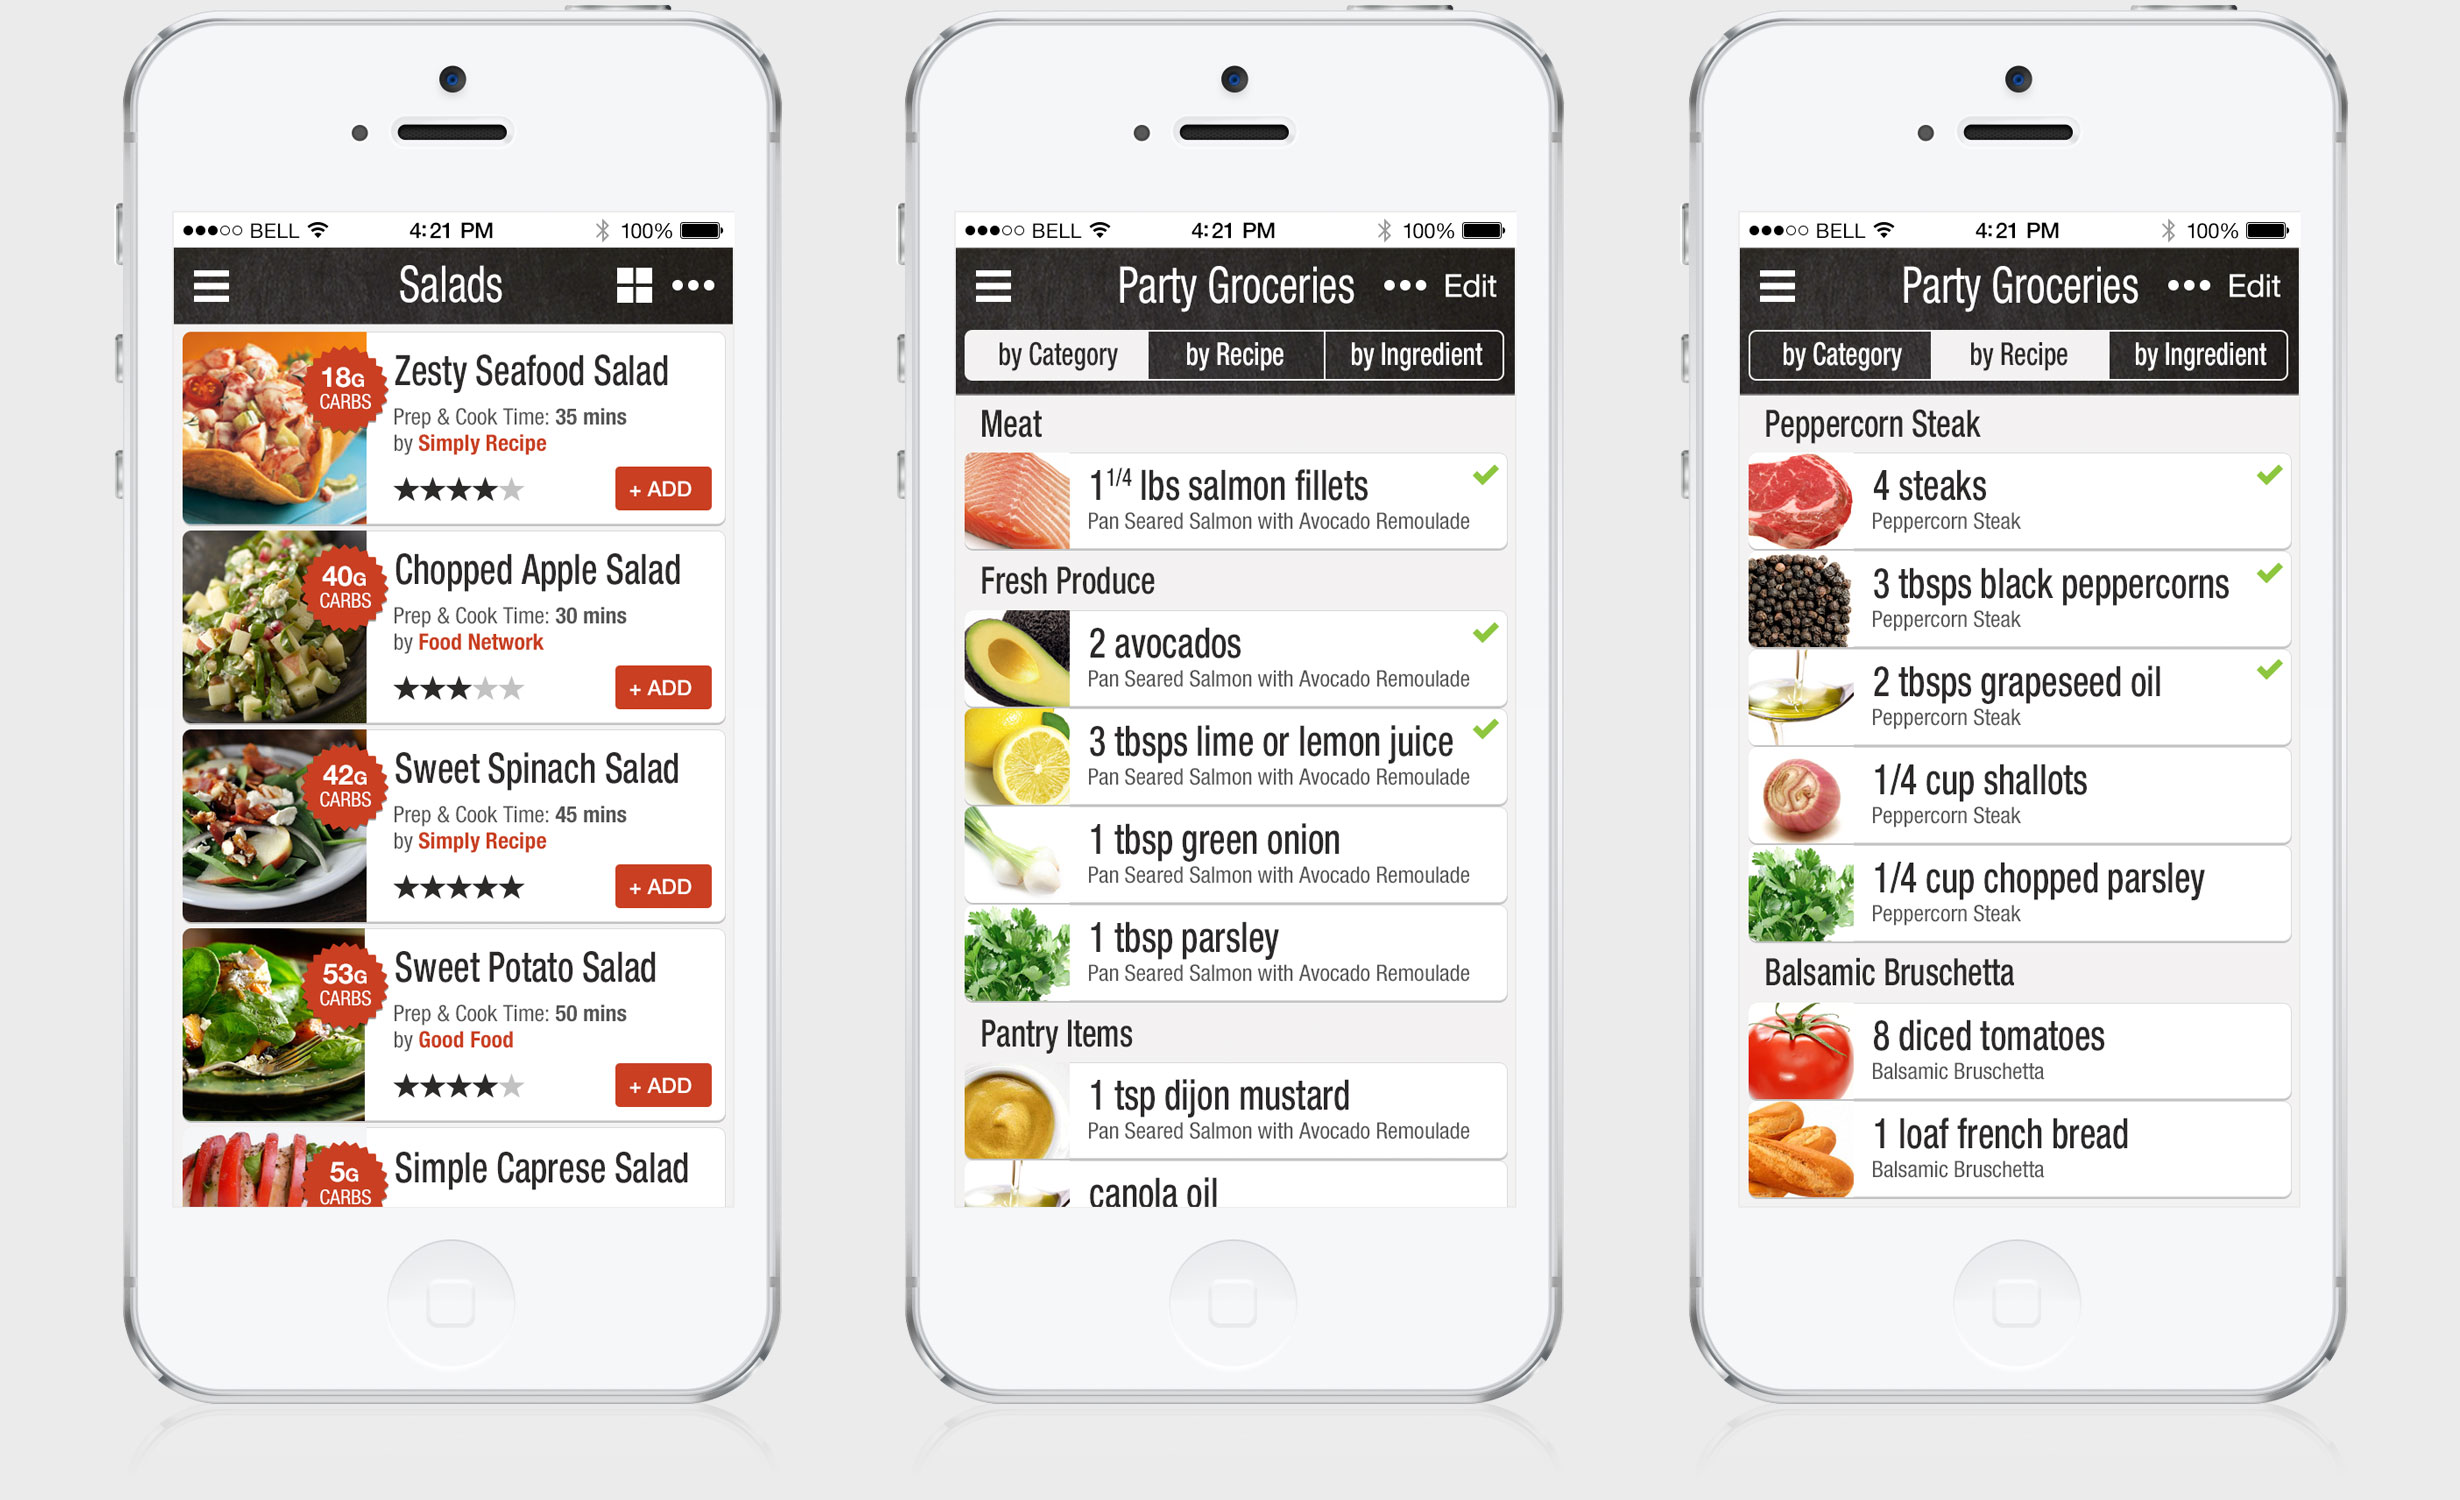 BELL 4:21 PM 100%
Salads
18G CARBS
Zesty Seafood Salad
Prep & Cook Time: 35 mins
by Simply Recipe
+ ADD
40G CARBS
Chopped Apple Salad
Prep & Cook Time: 30 mins
by Food Network
+ ADD
42G CARBS
Sweet Spinach Salad
Prep & Cook Time: 45 mins
by Simply Recipe
+ ADD
53G CARBS
Sweet Potato Salad
Prep & Cook Time: 50 mins
by Good Food
+ ADD
5G CARBS
Simple Caprese Salad
BELL 4:21 PM 100%
Party Groceries Edit
by Category by Recipe by Ingredient
Meat
1 1/4 lbs salmon fillets
Pan Seared Salmon with Avocado Remoulade
Fresh Produce
2 avocados
Pan Seared Salmon with Avocado Remoulade
3 tbsps lime or lemon juice
Pan Seared Salmon with Avocado Remoulade
1 tbsp green onion
Pan Seared Salmon with Avocado Remoulade
1 tbsp parsley
Pan Seared Salmon with Avocado Remoulade
Pantry Items
1 tsp dijon mustard
Pan Seared Salmon with Avocado Remoulade
canola oil
BELL 4:21 PM 100%
Party Groceries Edit
by Category by Recipe by Ingredient
Peppercorn Steak
4 steaks
Peppercorn Steak
3 tbsps black peppercorns
Peppercorn Steak
2 tbsps grapeseed oil
Peppercorn Steak
1/4 cup shallots
Peppercorn Steak
1/4 cup chopped parsley
Peppercorn Steak
Balsamic Bruschetta
8 diced tomatoes
Balsamic Bruschetta
1 loaf french bread
Balsamic Bruschetta